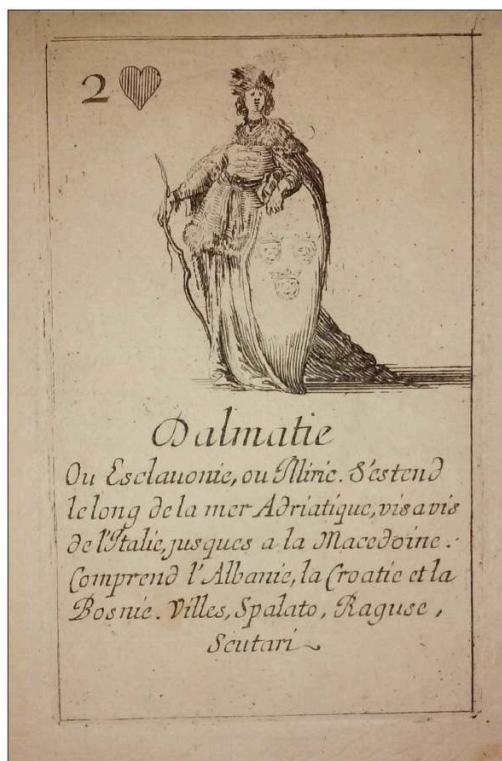 2
Dalmatie
Ou Esclauonie, ou Illirie. S'estend
le long de la mer Adriatique, vis a vis
de l'Italie, jusques a la Macedoine.
Comprend l'Albanie, la Croatie et la
Bosnie. Villes, Spalato, Raguse,
Scutari